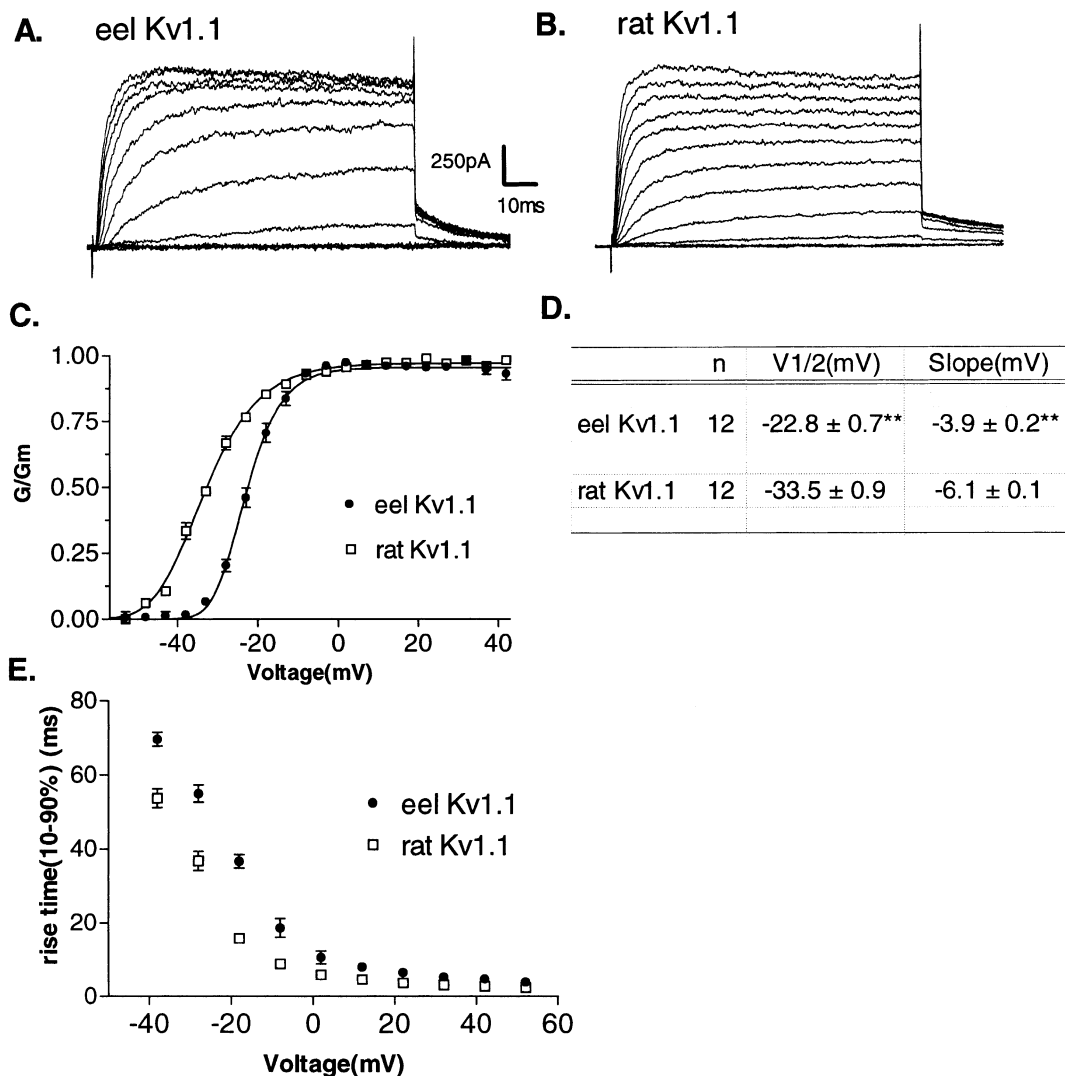 A. eel Kv1.1
B. rat Kv1.1
250pA
10ms
C.
1.00
0.75
0.50
0.25
0.00
G/Gm
eel Kv1.1
rat Kv1.1
-40 -20 0 20 40
Voltage(mV)
D.
n V1/2(mV) Slope(mV)
eel Kv1.1 12 -22.8 ± 0.7** -3.9 ± 0.2**
rat Kv1.1 12 -33.5 ± 0.9 -6.1 ± 0.1
E.
80
60
40
20
0
rise time(10-90%) (ms)
eel Kv1.1
rat Kv1.1
-40 -20 0 20 40 60
Voltage(mV)